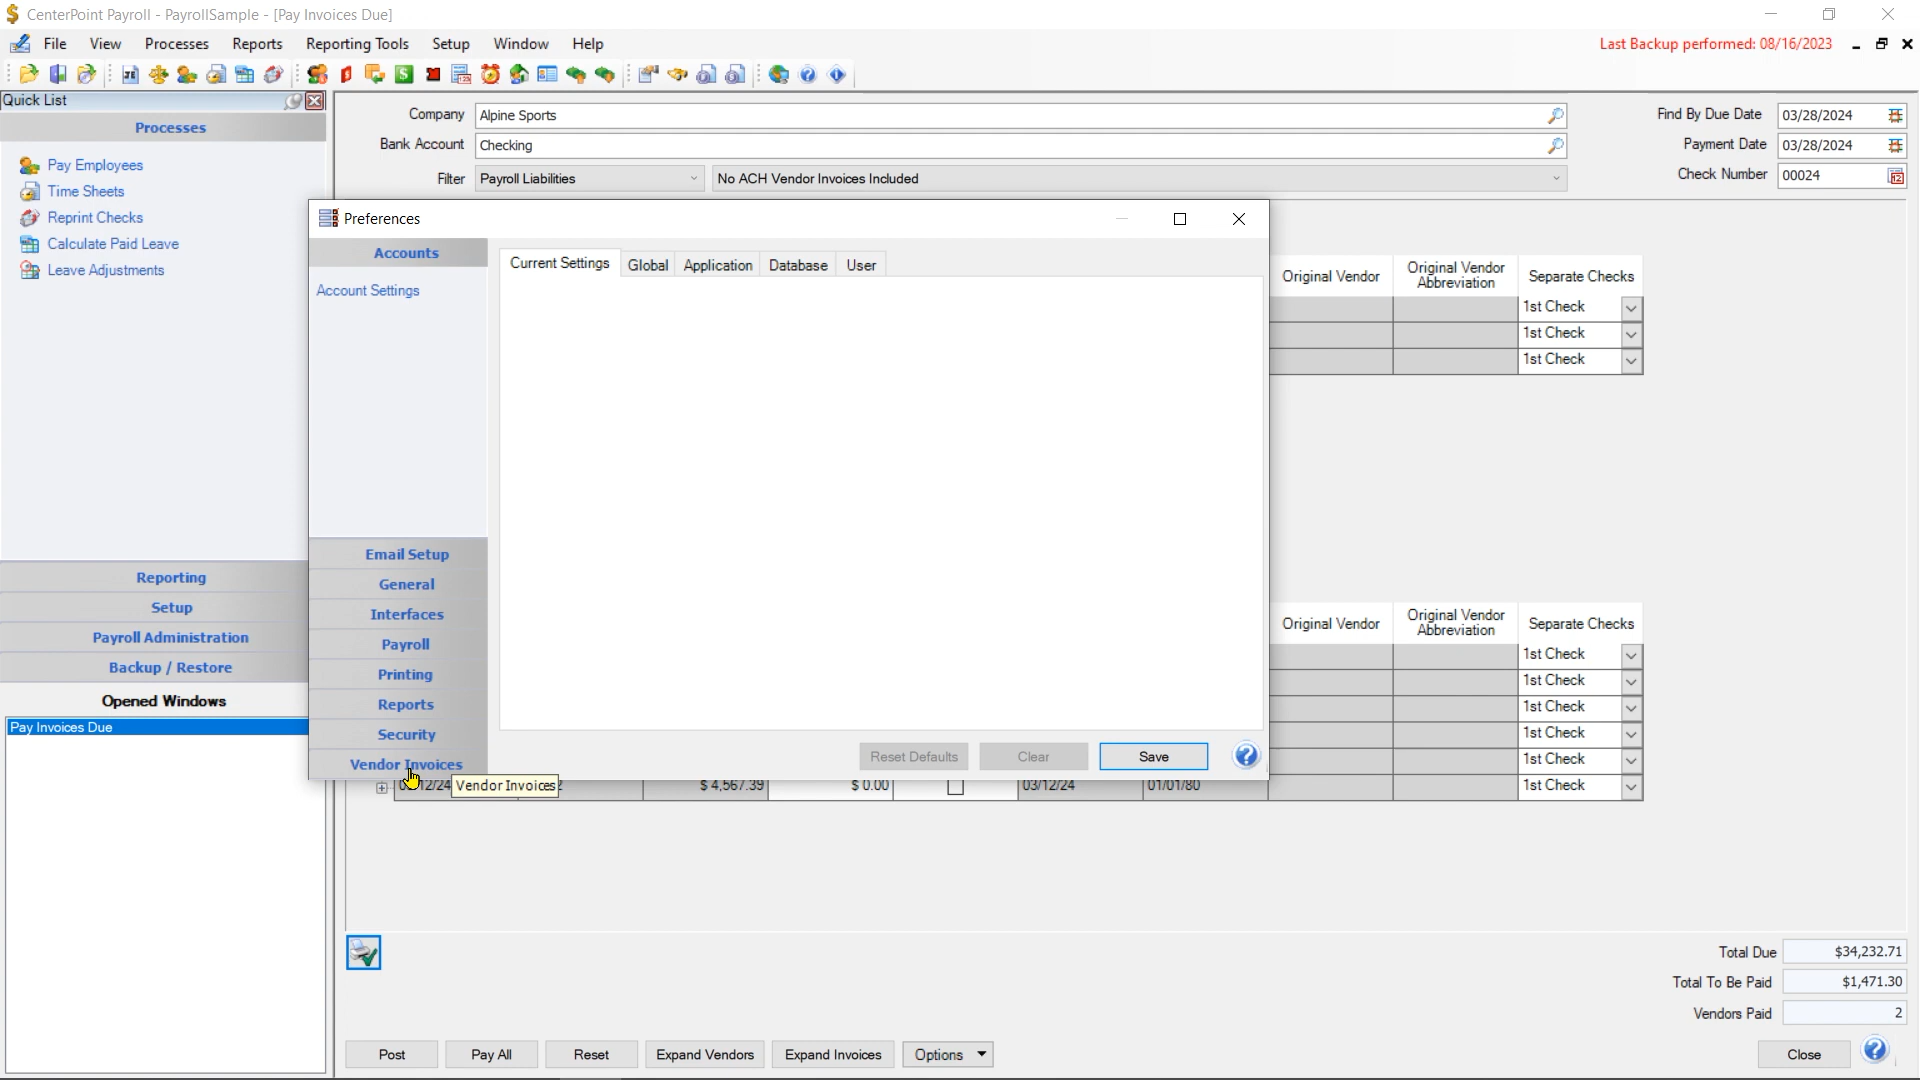 CenterPoint Payroll - PayrollSample - [Pay Invoices Due]
File View Processes Reports Reporting Tools Setup Window Help
Last Backup performed: 08/16/2023
Quick List
Processes
Pay Employees
Time Sheets
Reprint Checks
Calculate Paid Leave
Leave Adjustments
Reporting
Setup
Payroll Administration
Backup / Restore
Opened Windows
Pay Invoices Due
Company Alpine Sports
Bank Account Checking
Filter Payroll Liabilities No ACH Vendor Invoices Included
Find By Due Date 03/28/2024
Payment Date 03/28/2024
Check Number 00024
Preferences
Accounts
Account Settings
Email Setup
General
Interfaces
Payroll
Printing
Reports
Security
Vendor Invoices
Vendor Invoices
Current Settings Global Application Database User
Reset Defaults Clear Save
Original Vendor Original Vendor Abbreviation Separate Checks
1st Check
1st Check
1st Check
Original Vendor Original Vendor Abbreviation Separate Checks
1st Check
1st Check
1st Check
1st Check
1st Check
$ 4,567.39 $ 0.00 03/12/24 01/01/80 1st Check
Total Due $34,232.71
Total To Be Paid $1,471.30
Vendors Paid 2
Post Pay All Reset Expand Vendors Expand Invoices Options Close